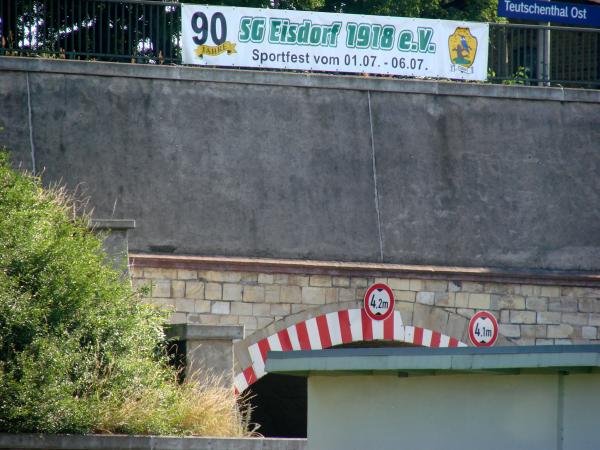 Teutschenthal Ost
90 JAHRE SG Eisdorf 1918 e.V.
Sportfest vom 01.07. - 06.07.
4.2m
4.1m